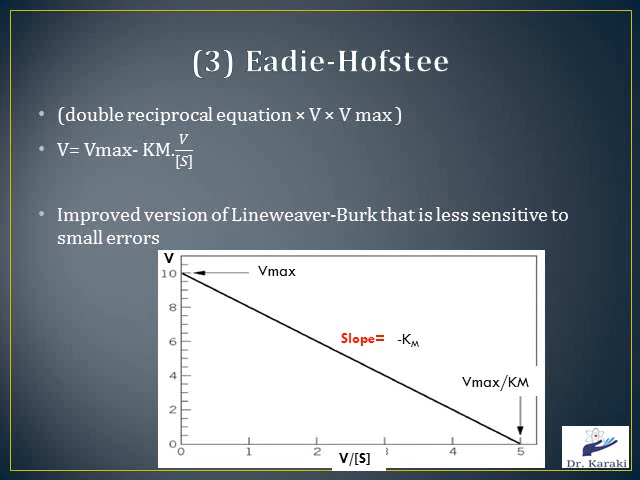 (3) Eadie-Hofstee
• (double reciprocal equation × V × V max )
• V= Vmax- KM.V/[S]
• Improved version of Lineweaver-Burk that is less sensitive to
small errors
V
10
Vmax
8
6
Slope= -KM
4
Vmax/KM
2
0
0 1 2 3 4 5
V/[S]
Dr. Karaki